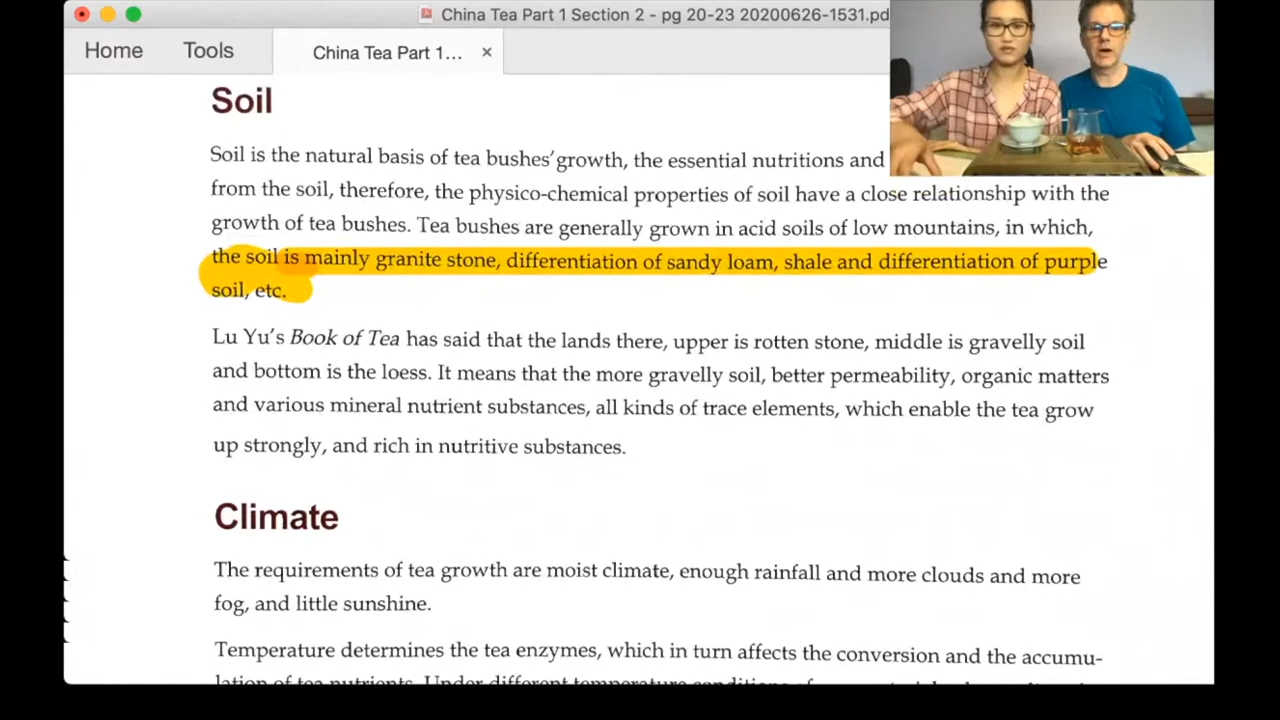 China Tea Part 1 Section 2 - pg 20-23 20200626-1531.pd
Home
Tools
China Tea Part 1...
Soil
Soil is the natural basis of tea bushes' growth, the essential nutritions and
from the soil, therefore, the physico-chemical properties of soil have a close relationship with the
growth of tea bushes. Tea bushes are generally grown in acid soils of low mountains, in which,
the soil is mainly granite stone, differentiation of sandy loam, shale and differentiation of purple
soil, etc.
Lu Yu's Book of Tea has said that the lands there, upper is rotten stone, middle is gravelly soil
and bottom is the loess. It means that the more gravelly soil, better permeability, organic matters
and various mineral nutrient substances, all kinds of trace elements, which enable the tea grow
up strongly, and rich in nutritive substances.
Climate
The requirements of tea growth are moist climate, enough rainfall and more clouds and more
fog, and little sunshine.
Temperature determines the tea enzymes, which in turn affects the conversion and the accumu-
lation of tea nutrients. Under different temperature conditions of